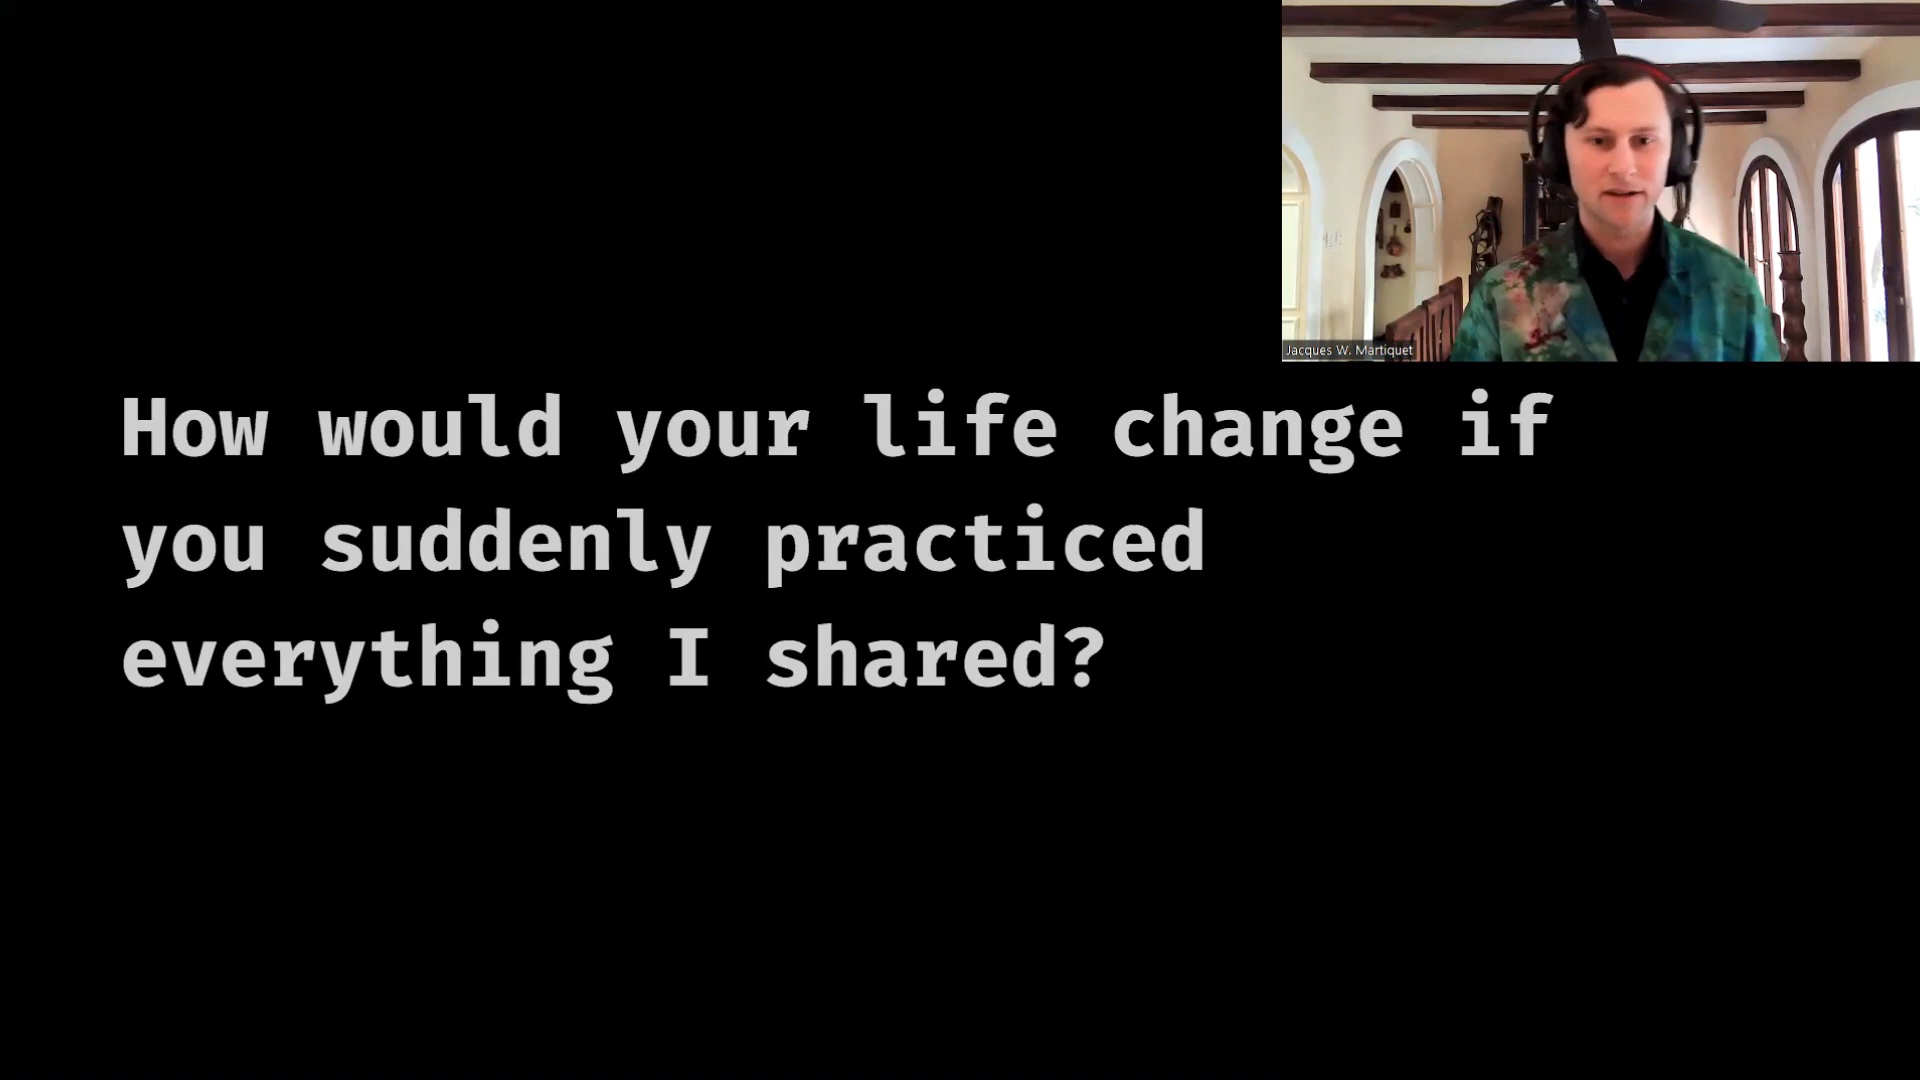 Jacques W. Martiquet
How would your life change if
you suddenly practiced
everything I shared?